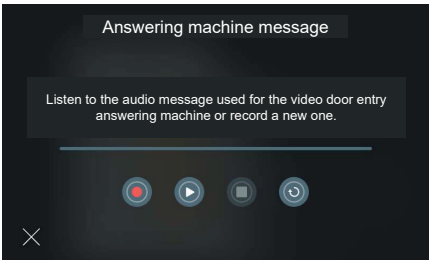 Answering machine message
Listen to the audio message used for the video door entry
answering machine or record a new one.